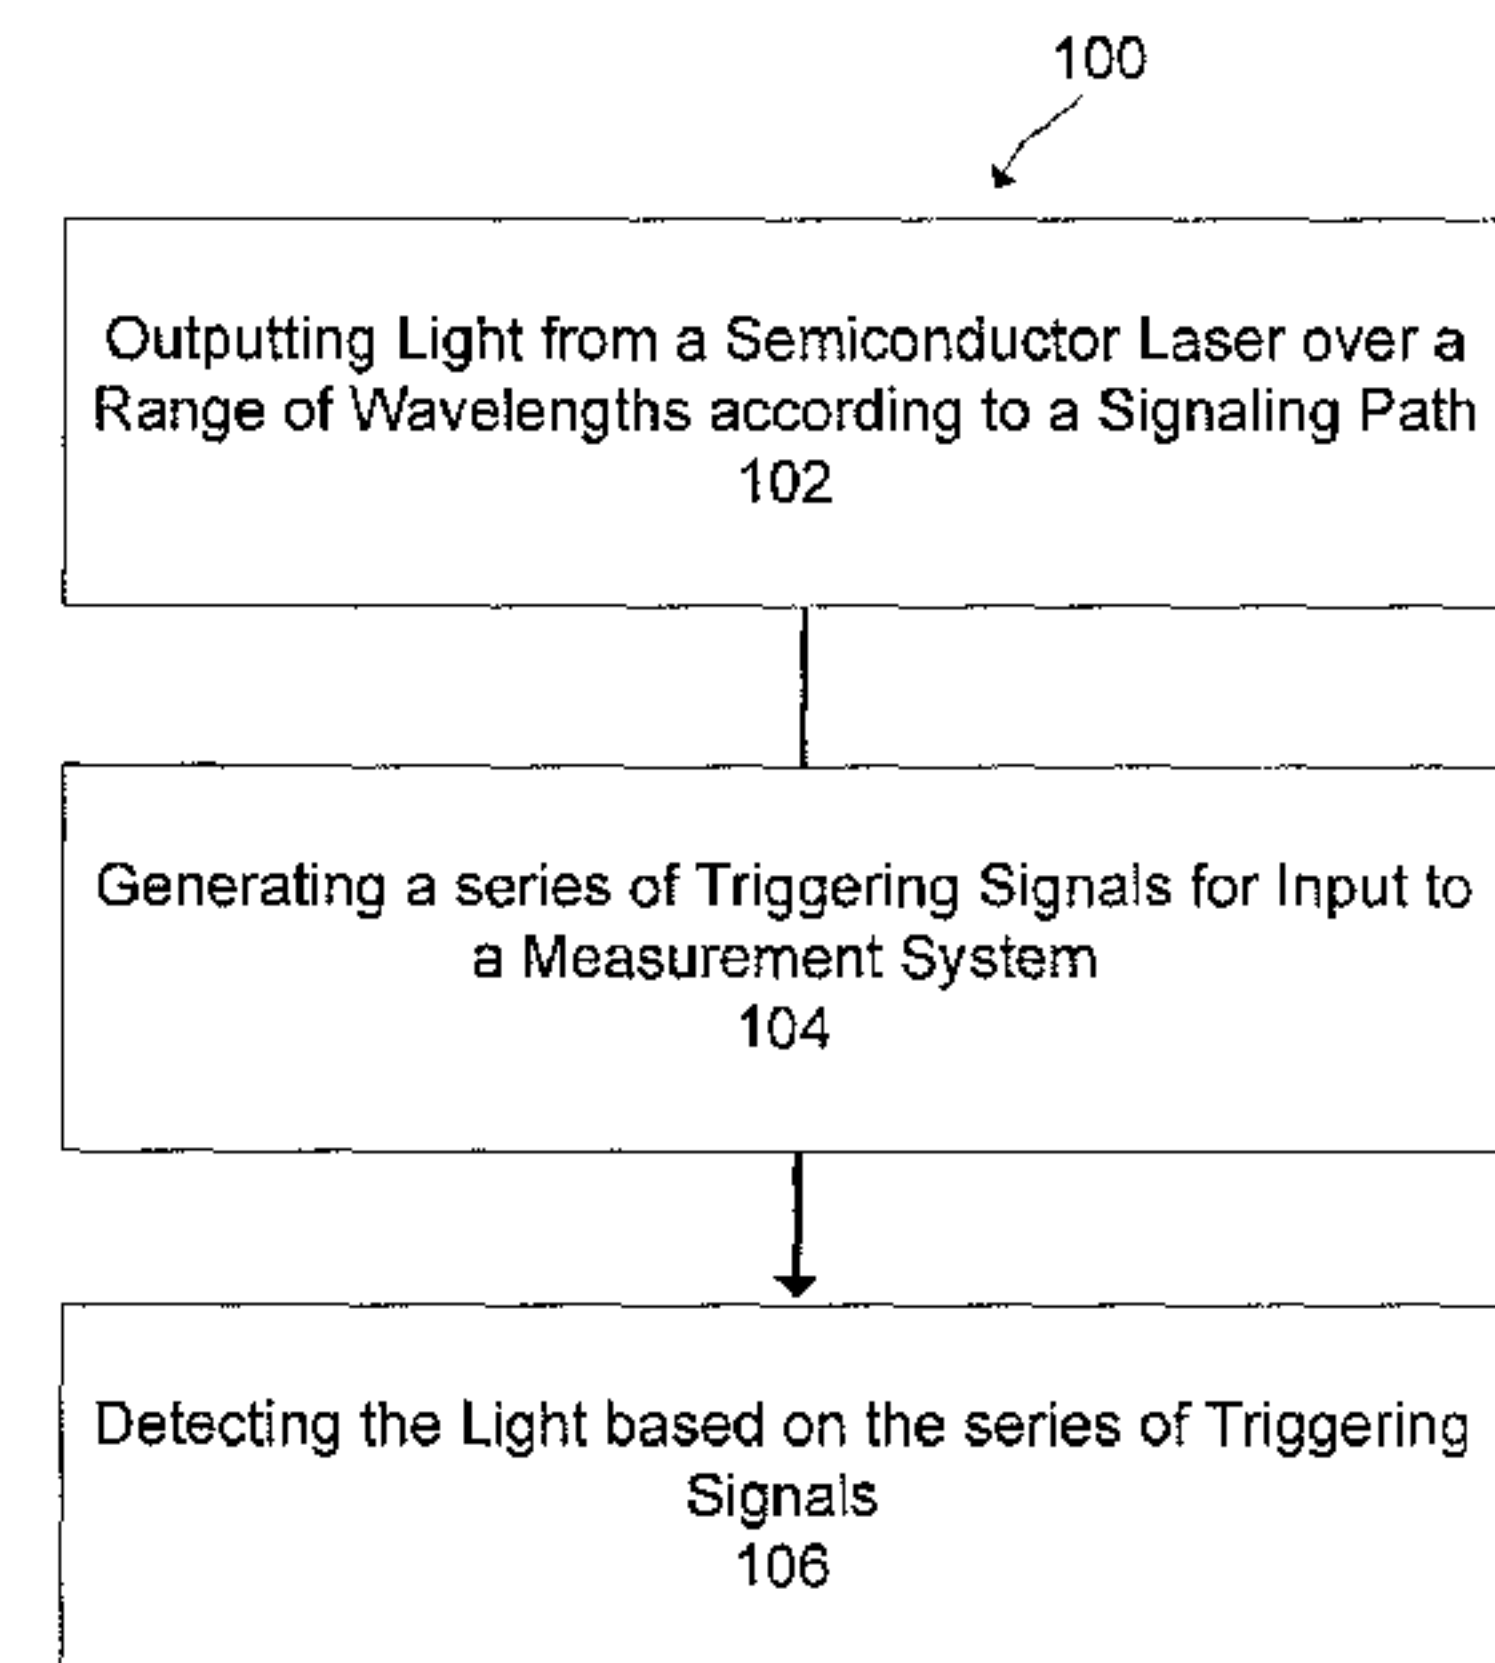 100
Outputting Light from a Semiconductor Laser over a
Range of Wavelengths according to a Signaling Path
102
Generating a series of Triggering Signals for Input to
a Measurement System
104
Detecting the Light based on the series of Triggering
Signals
106